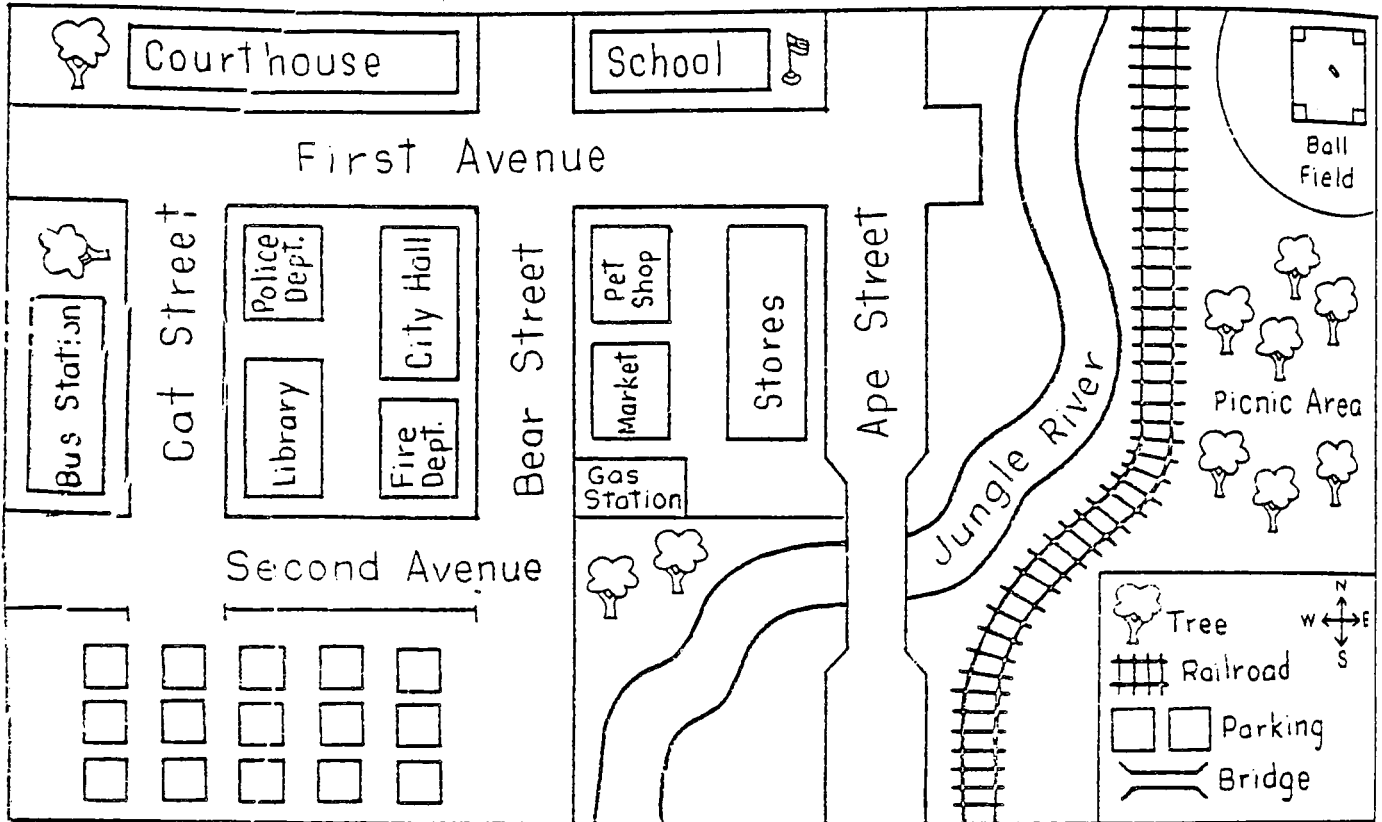 Courthouse
School
First Avenue
Ball
Field
Cat Street
Police
Dept.
City Hall
Bear Street
Pet
Shop
Stores
Ape Street
Bus Station
Library
Fire
Dept.
Market
Gas
Station
Jungle River
Picnic Area
Second Avenue
Tree
N
W E
S
Railroad
Parking
Bridge